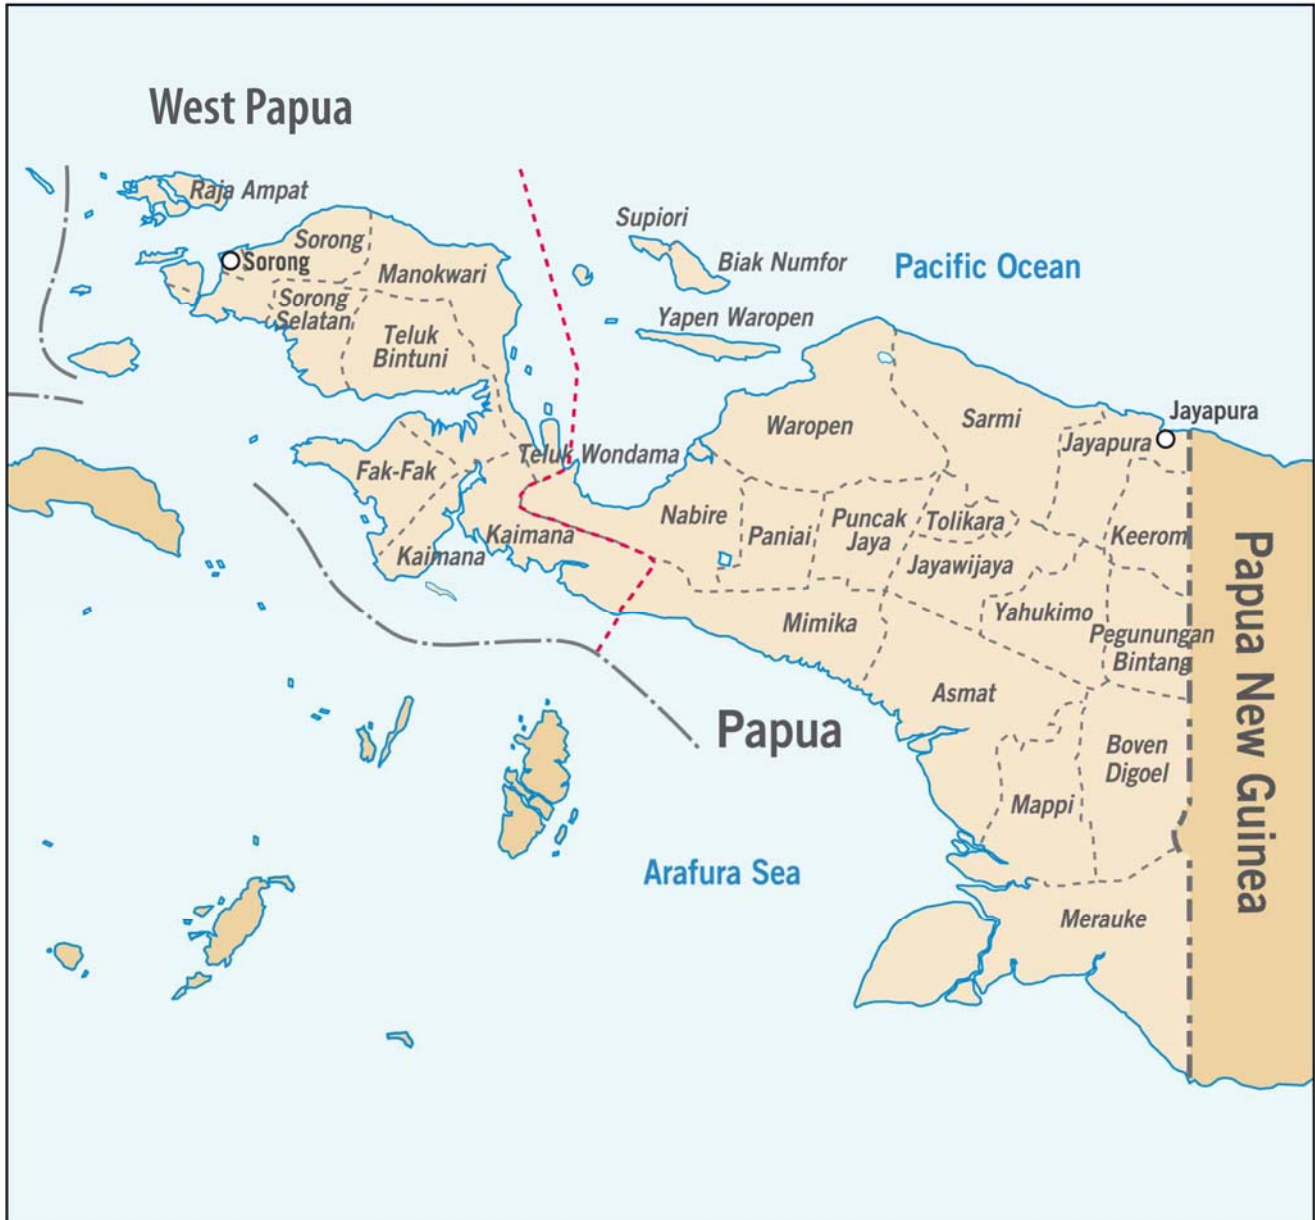 West Papua
Raja Ampat
Supiori
Sorong
Sorong
Manokwari
Biak Numfor
Pacific Ocean
Sorong
Selatan
Teluk
Bintuni
Yapen Waropen
Waropen
Sarmi
Jayapura
Jayapura
Fak-Fak
Teluk Wondama
Nabire
Paniai
Puncak
Jaya
Tolikara
Keerom
Kaimana
Kaimana
Jayawijaya
Yahukimo
Mimika
Pegunungan
Bintang
Asmat
Papua
Papua New Guinea
Boven
Digoel
Mappi
Arafura Sea
Merauke